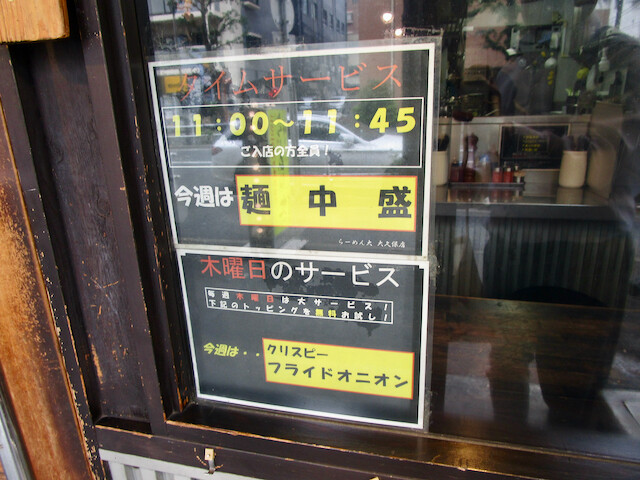 タイムサービス
11:00～11:45
ご入店の方全員!
今週は 麺中盛
らーめん大 大久保店
木曜日のサービス
毎週木曜日は大サービス!
下記のトッピングを無料お試し!
今週は・・ クリスピー
フライドオニオン